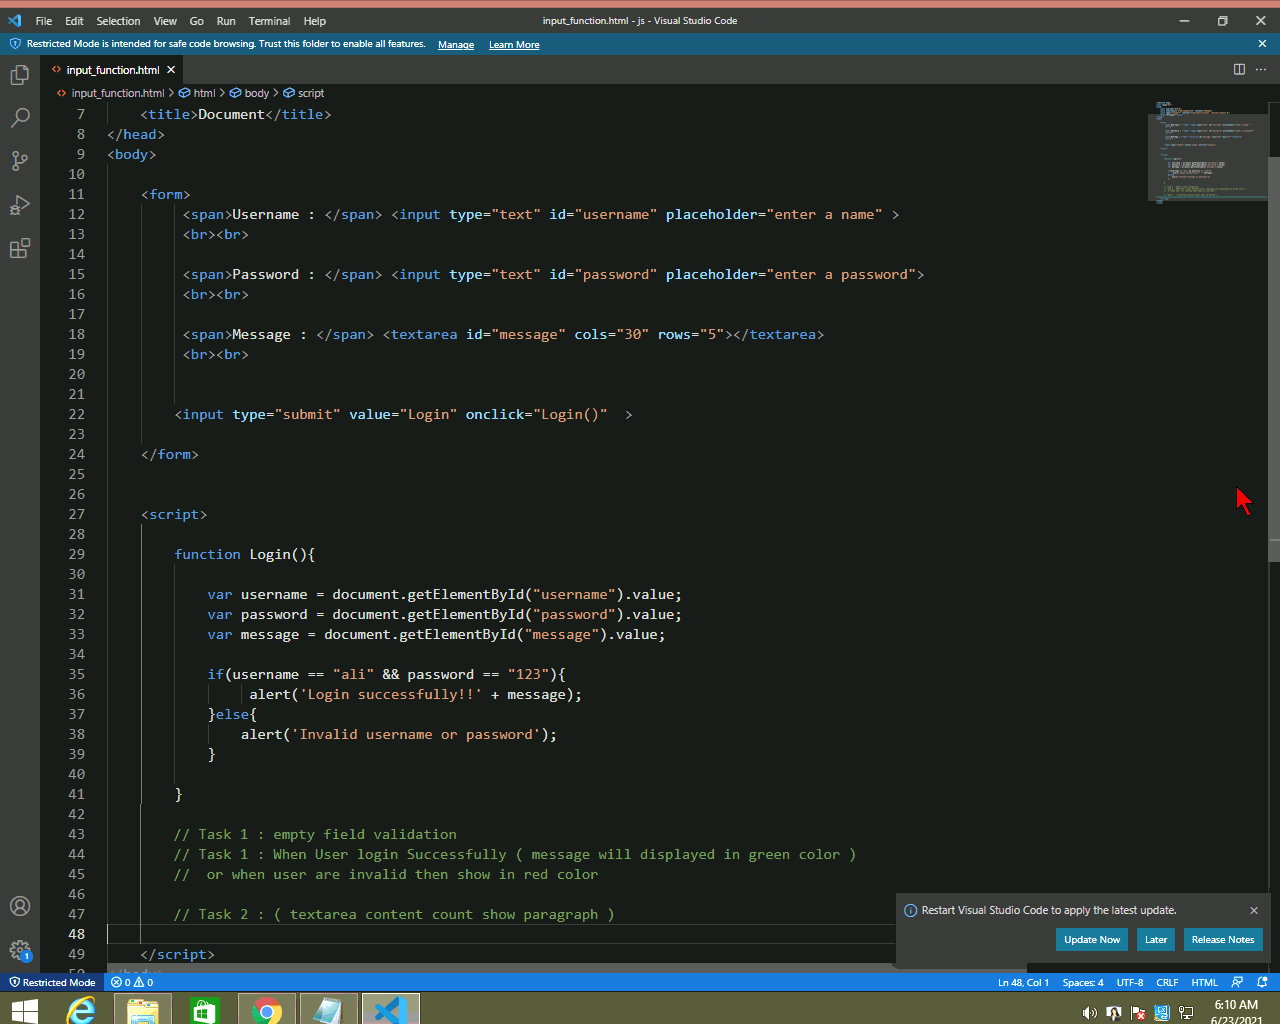 File Edit Selection View Go Run Terminal Help
input_function.html - js - Visual Studio Code
Restricted Mode is intended for safe code browsing. Trust this folder to enable all features. Manage Learn More
input_function.html
input_function.html > html > body > script
7 <title>Document</title>
8 </head>
9 <body>
10
11 <form>
12 <span>Username : </span> <input type="text" id="username" placeholder="enter a name" >
13 <br><br>
14
15 <span>Password : </span> <input type="text" id="password" placeholder="enter a password">
16 <br><br>
17
18 <span>Message : </span> <textarea id="message" cols="30" rows="5"></textarea>
19 <br><br>
20
21
22 <input type="submit" value="Login" onclick="Login()"  >
23
24 </form>
25
26
27 <script>
28
29 function Login(){
30
31 var username = document.getElementById("username").value;
32 var password = document.getElementById("password").value;
33 var message = document.getElementById("message").value;
34
35 if(username == "ali" && password == "123"){
36 alert('Login successfully!!' + message);
37 }else{
38 alert('Invalid username or password');
39 }
40
41 }
42
43 // Task 1 : empty field validation
44 // Task 1 : When User login Successfully ( message will displayed in green color )
45 //  or when user are invalid then show in red color
46
47 // Task 2 : ( textarea content count show paragraph )
48
49 </script>
Restart Visual Studio Code to apply the latest update.
Update Now Later Release Notes
1
Restricted Mode 0 0 Ln 48, Col 1 Spaces: 4 UTF-8 CRLF HTML
6:10 AM
6/23/2021